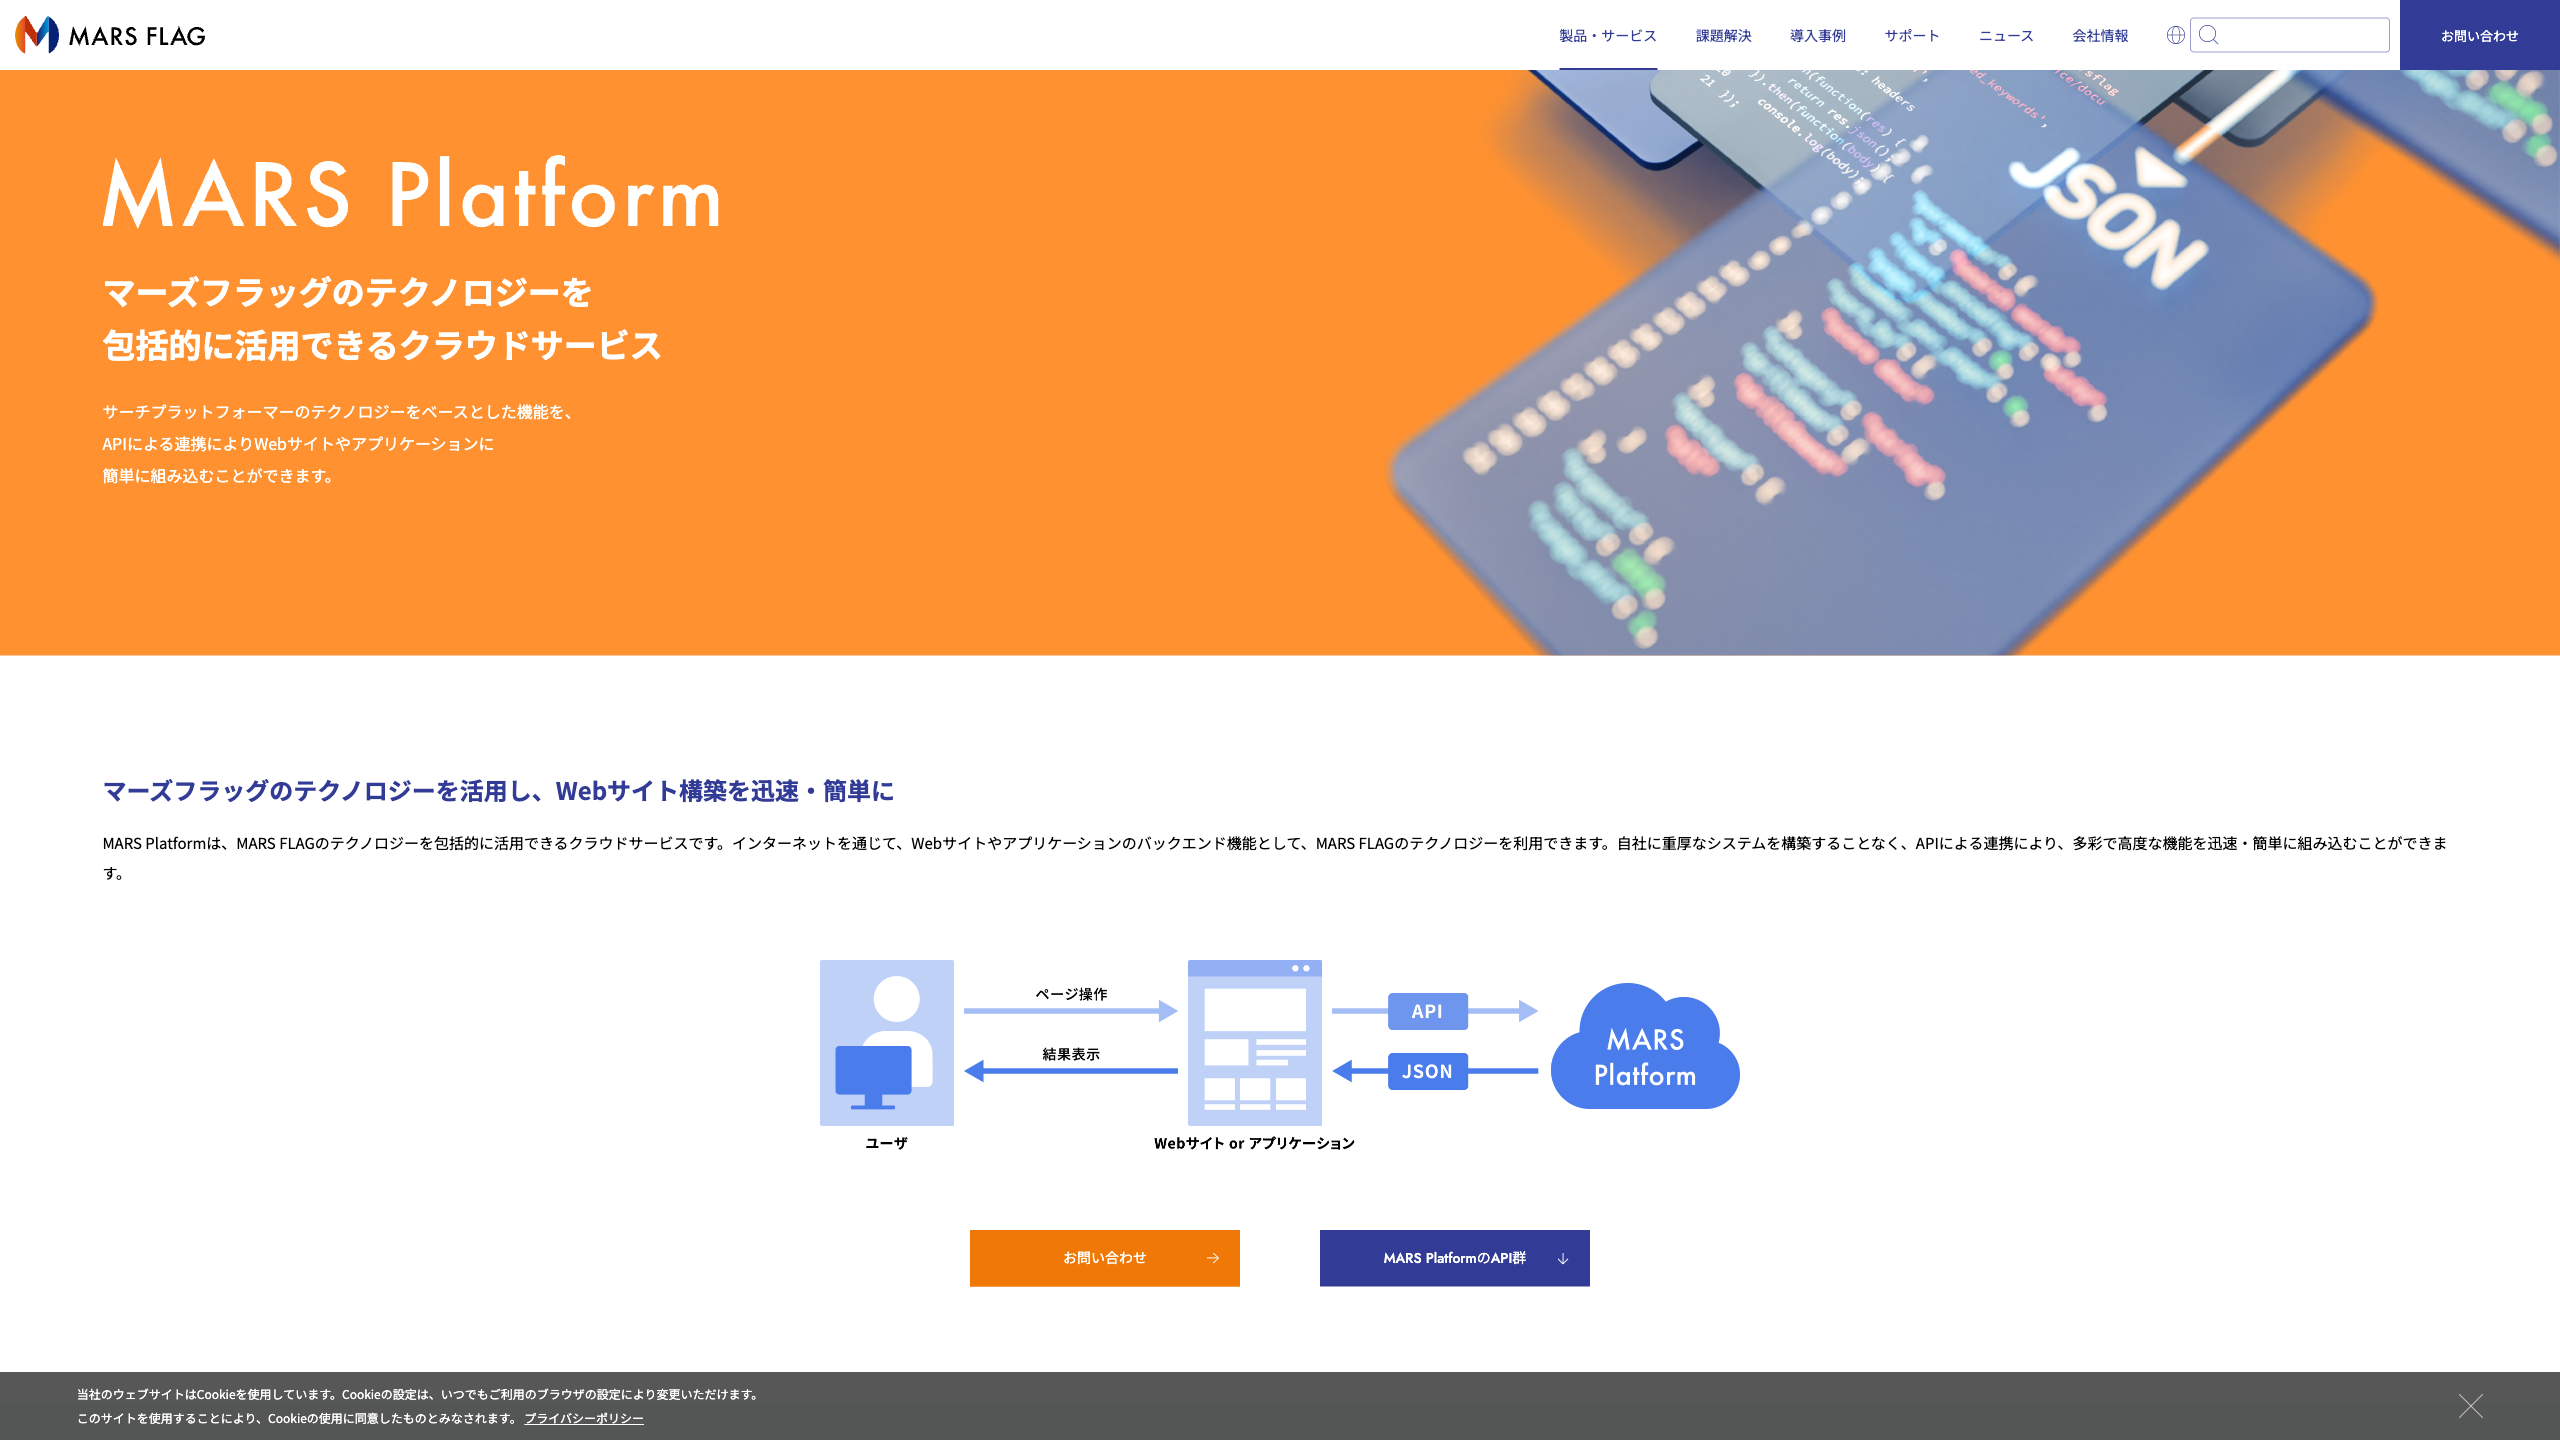 MARS FLAG
製品・サービス
課題解決
導入事例
サポート
ニュース
会社情報
お問い合わせ
MARS Platform
マーズフラッグのテクノロジーを
包括的に活用できるクラウドサービス
サーチプラットフォーマーのテクノロジーをベースとした機能を、
APIによる連携によりWebサイトやアプリケーションに
簡単に組み込むことができます。
21 });
}).then(function(body) {
console.log(body);
return res.json();
headers
JSON
マーズフラッグのテクノロジーを活用し、Webサイト構築を迅速・簡単に
MARS Platformは、MARS FLAGのテクノロジーを包括的に活用できるクラウドサービスです。インターネットを通じて、Webサイトやアプリケーションのバックエンド機能として、MARS FLAGのテクノロジーを利用できます。自社に重厚なシステムを構築することなく、APIによる連携により、多彩で高度な機能を迅速・簡単に組み込むことができま
す。
ページ操作
API
MARS
Platform
結果表示
JSON
ユーザ
Webサイト or アプリケーション
お問い合わせ
MARS PlatformのAPI群
当社のウェブサイトはCookieを使用しています。Cookieの設定は、いつでもご利用のブラウザの設定により変更いただけます。
このサイトを使用することにより、Cookieの使用に同意したものとみなされます。 プライバシーポリシー